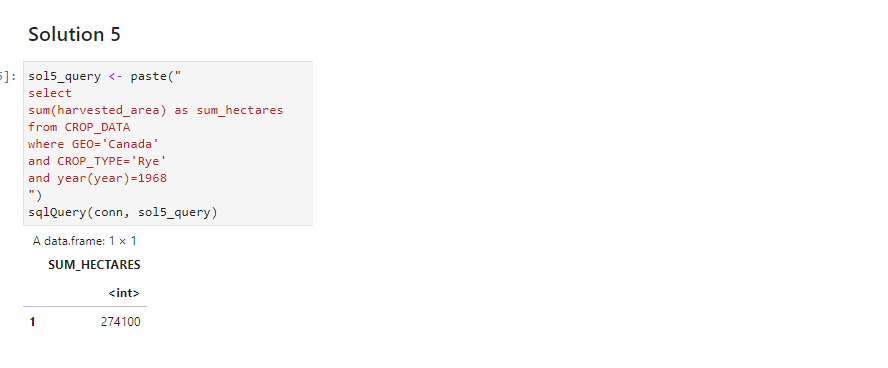 Solution 5
5]: sol5_query <- paste("
select
sum(harvested_area) as sum_hectares
from CROP_DATA
where GEO='Canada'
and CROP_TYPE='Rye'
and year(year)=1968
")
sqlQuery(conn, sol5_query)
A data.frame: 1 × 1
SUM_HECTARES
<int>
1 274100